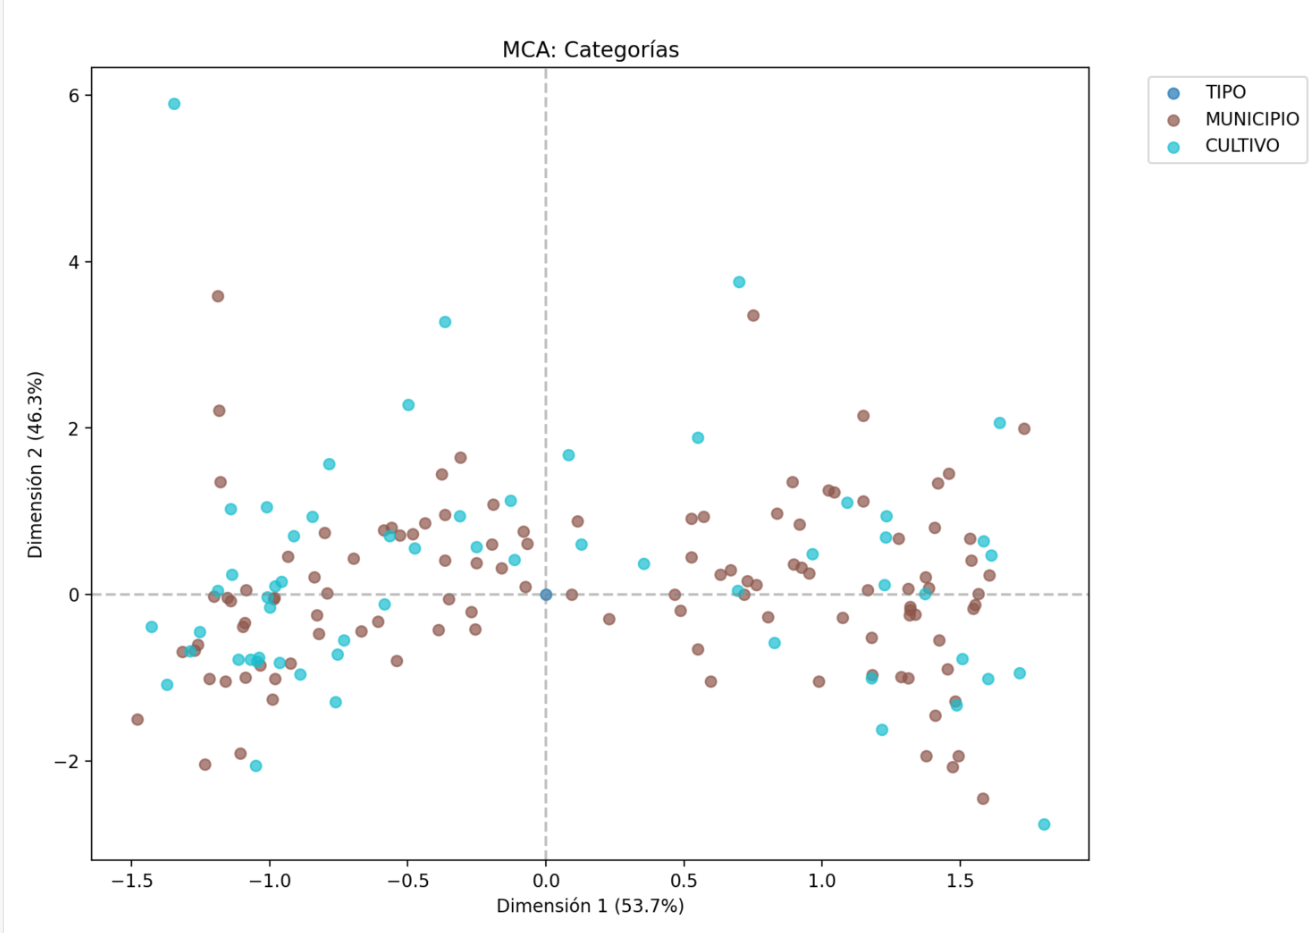 MCA: Categorías
TIPO
MUNICIPIO
CULTIVO
Dimensión 2 (46.3%)
6
4
2
0
−2
−1.5
−1.0
−0.5
0.0
0.5
1.0
1.5
Dimensión 1 (53.7%)